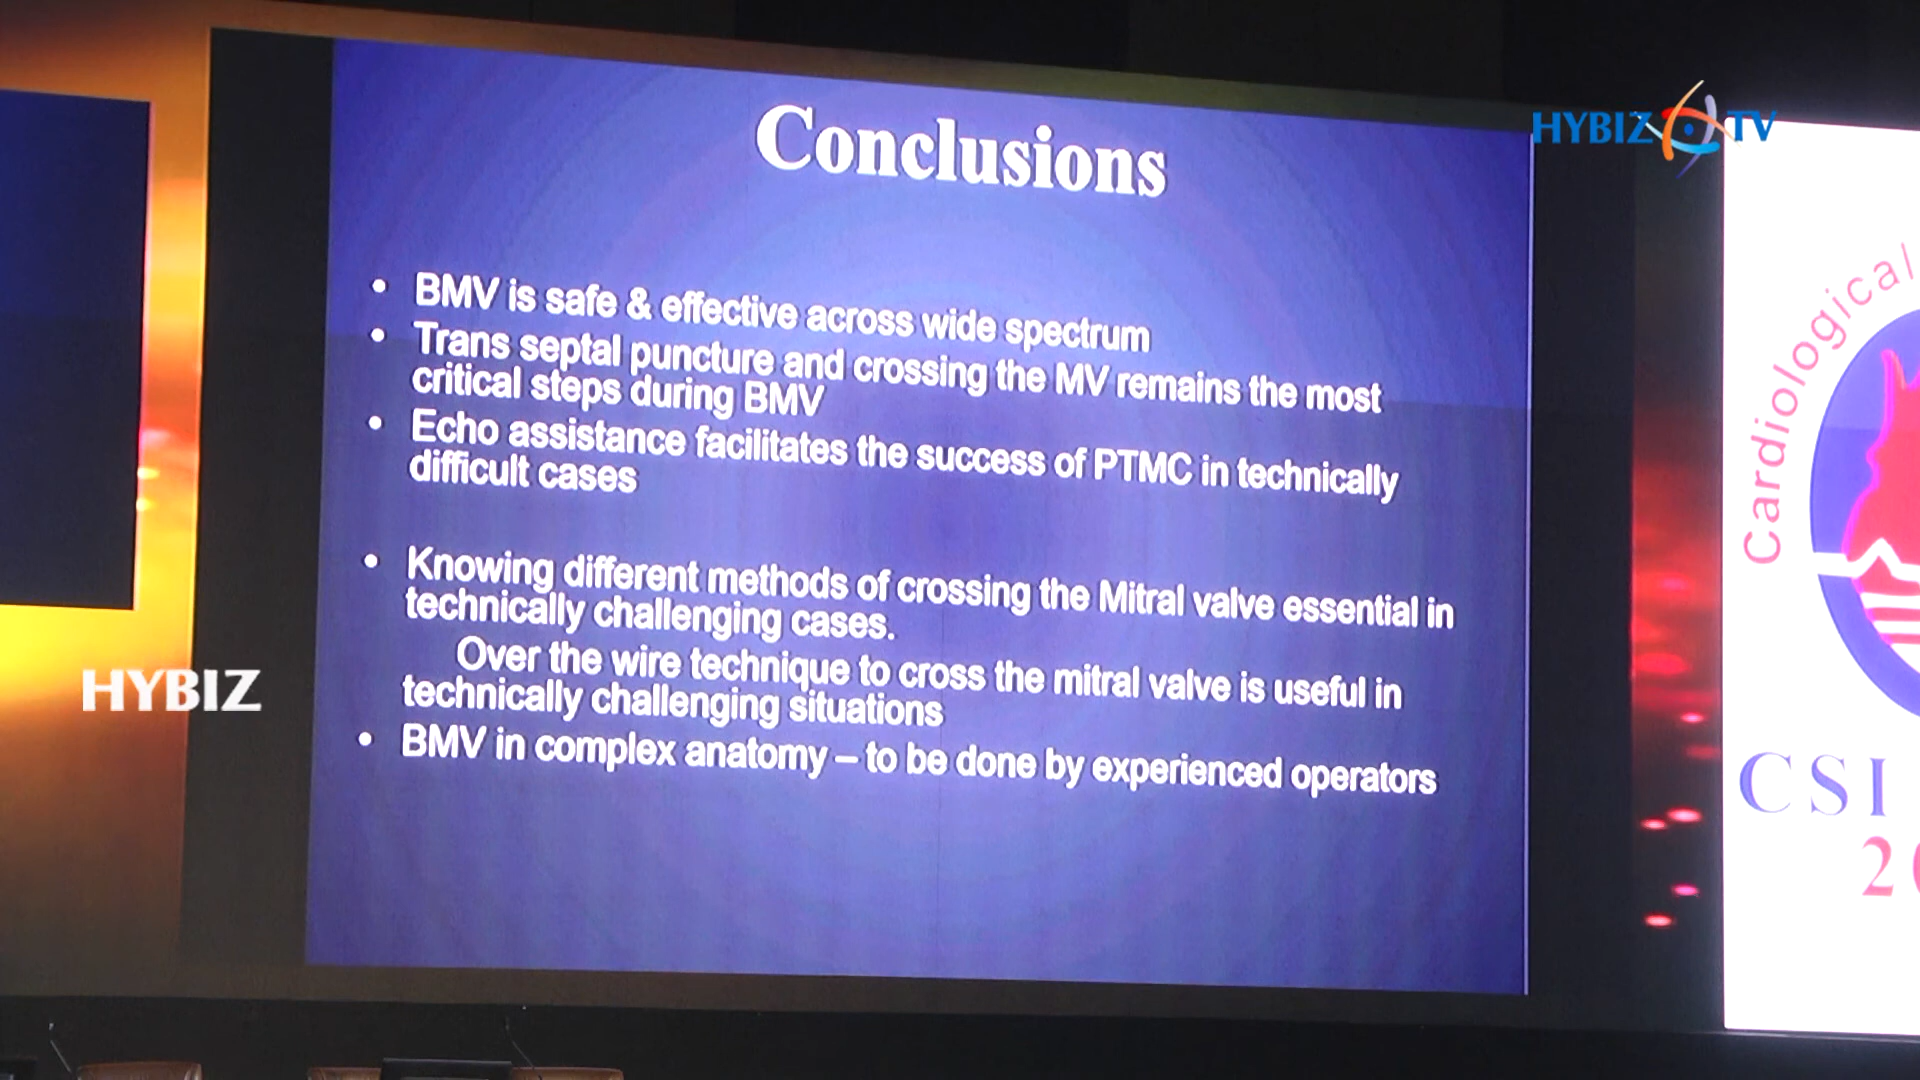 Conclusions
HYBIZ TV
• BMV is safe & effective across wide spectrum
• Trans septal puncture and crossing the MV remains the most
critical steps during BMV
• Echo assistance facilitates the success of PTMC in technically
difficult cases
• Knowing different methods of crossing the Mitral valve essential in
technically challenging cases.
Over the wire technique to cross the mitral valve is useful in
technically challenging situations
• BMV in complex anatomy – to be done by experienced operators
HYBIZ
Cardiological
CSI